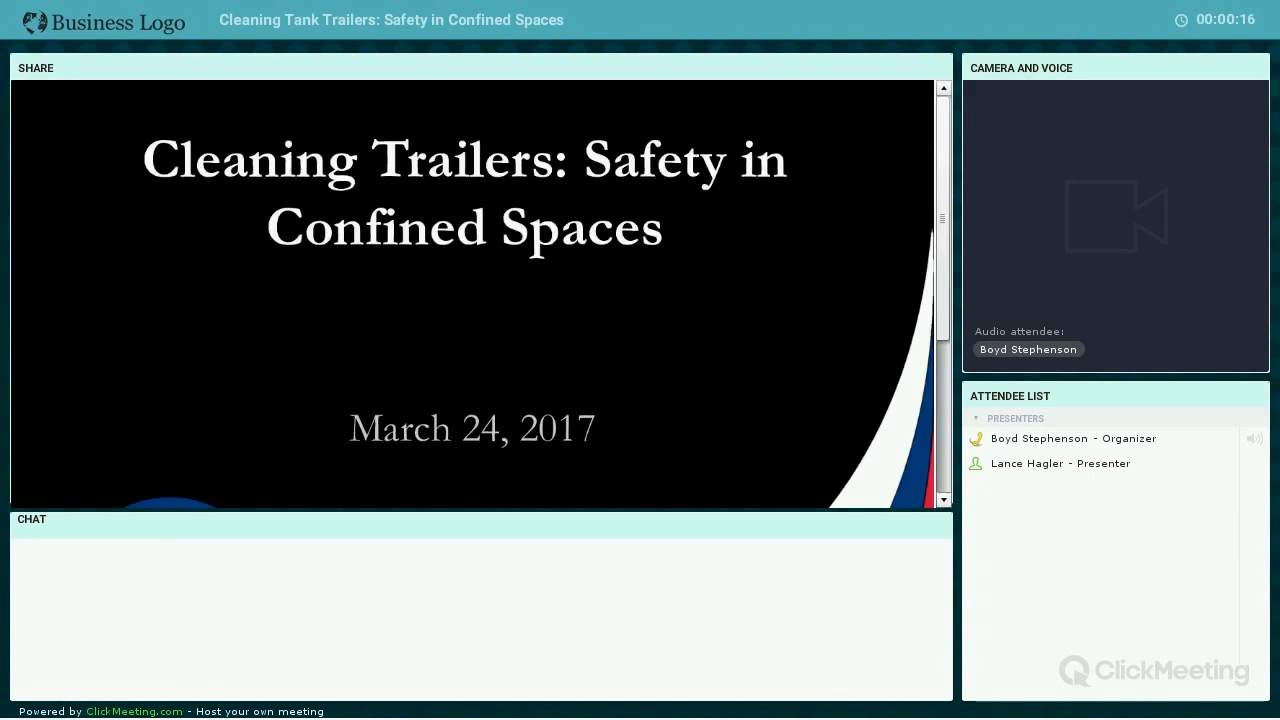 Business Logo
Cleaning Tank Trailers: Safety in Confined Spaces
00:00:16
SHARE
Cleaning Trailers: Safety in
Confined Spaces
March 24, 2017
CAMERA AND VOICE
Audio attendee:
Boyd Stephenson
ATTENDEE LIST
PRESENTERS
Boyd Stephenson - Organizer
Lance Hagler - Presenter
CHAT
ClickMeeting
Powered by ClickMeeting.com - Host your own meeting